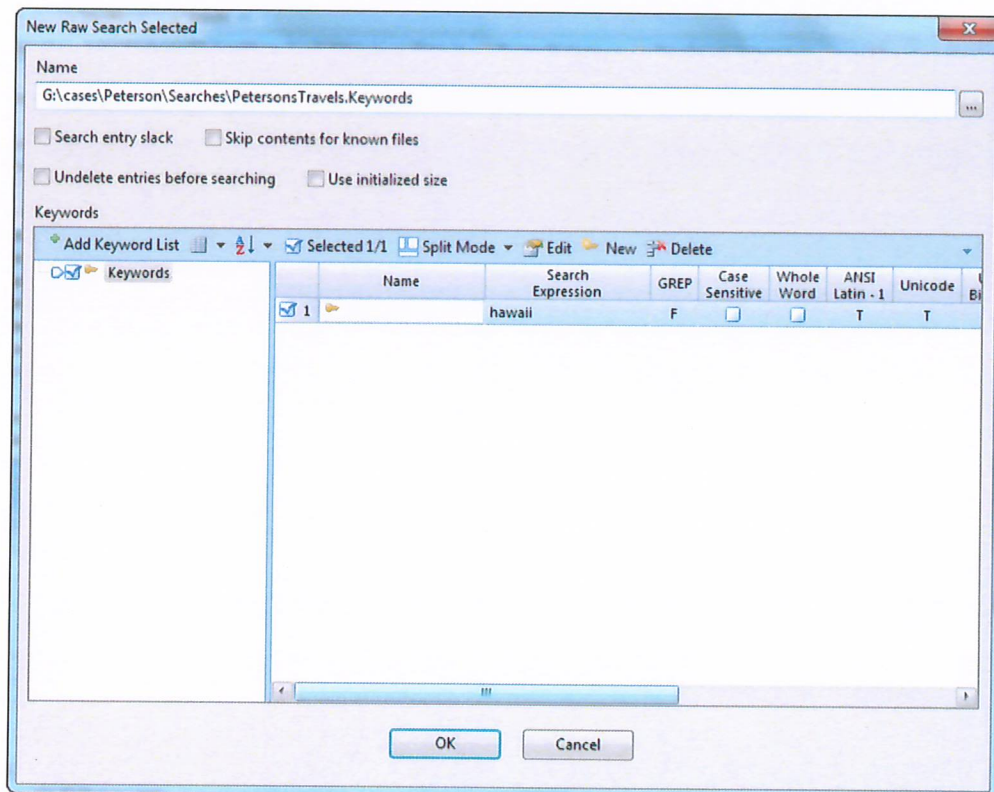 New Raw Search Selected
Name
G:\cases\Peterson\Searches\PetersonsTravels.Keywords
...
Search entry slack Skip contents for known files
Undelete entries before searching Use initialized size
Keywords
Add Keyword List Selected 1/1 Split Mode Edit New Delete
Keywords
Name Search Expression GREP Case Sensitive Whole Word ANSI Latin - 1 Unicode
1 hawaii F T T
OK Cancel